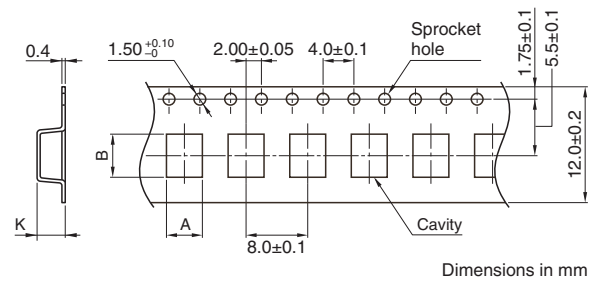 Sprocket
hole
0.4
1.50 +0.10 −0
2.00±0.05
4.0±0.1
1.75±0.1
5.5±0.1
12.0±0.2
B
K
A
8.0±0.1
Cavity
Dimensions in mm